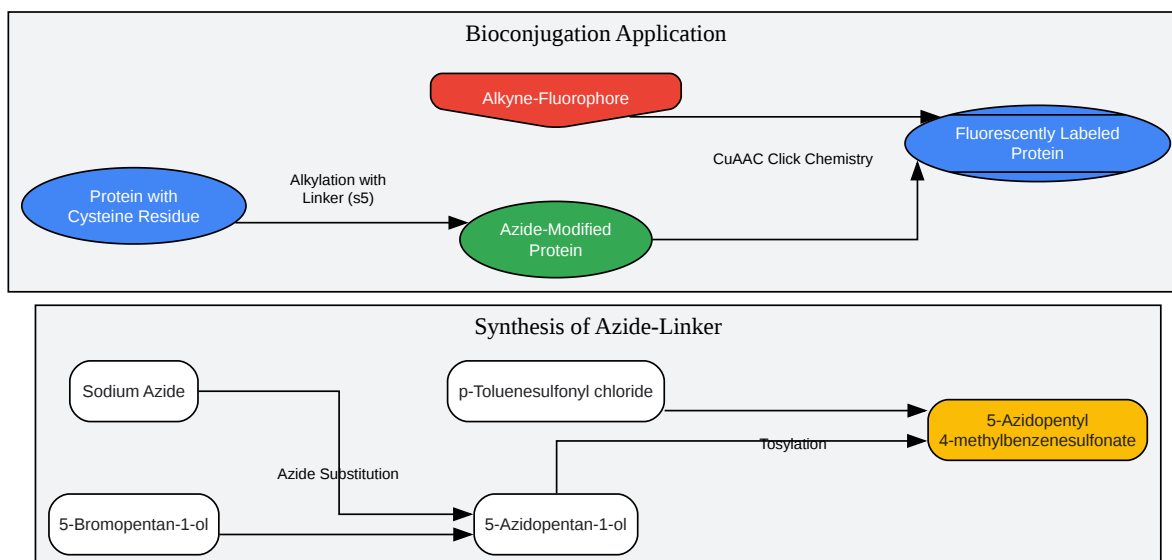 Bioconjugation Application
Alkyne-Fluorophore
Fluorescently Labeled
Protein
CuAAC Click Chemistry
Alkylation with
Linker (s5)
Protein with
Cysteine Residue
Azide-Modified
Protein
Synthesis of Azide-Linker
Sodium Azide
p-Toluenesulfonyl chloride
5-Azidopentyl
4-methylbenzenesulfonate
Tosylation
Azide Substitution
5-Bromopentan-1-ol
5-Azidopentan-1-ol